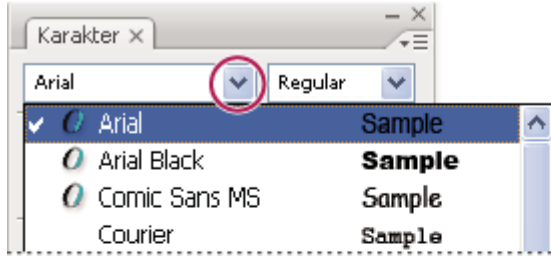 Karakter
Arial Regular
Arial Sample
Arial Black Sample
Comic Sans MS Sample
Courier Sample